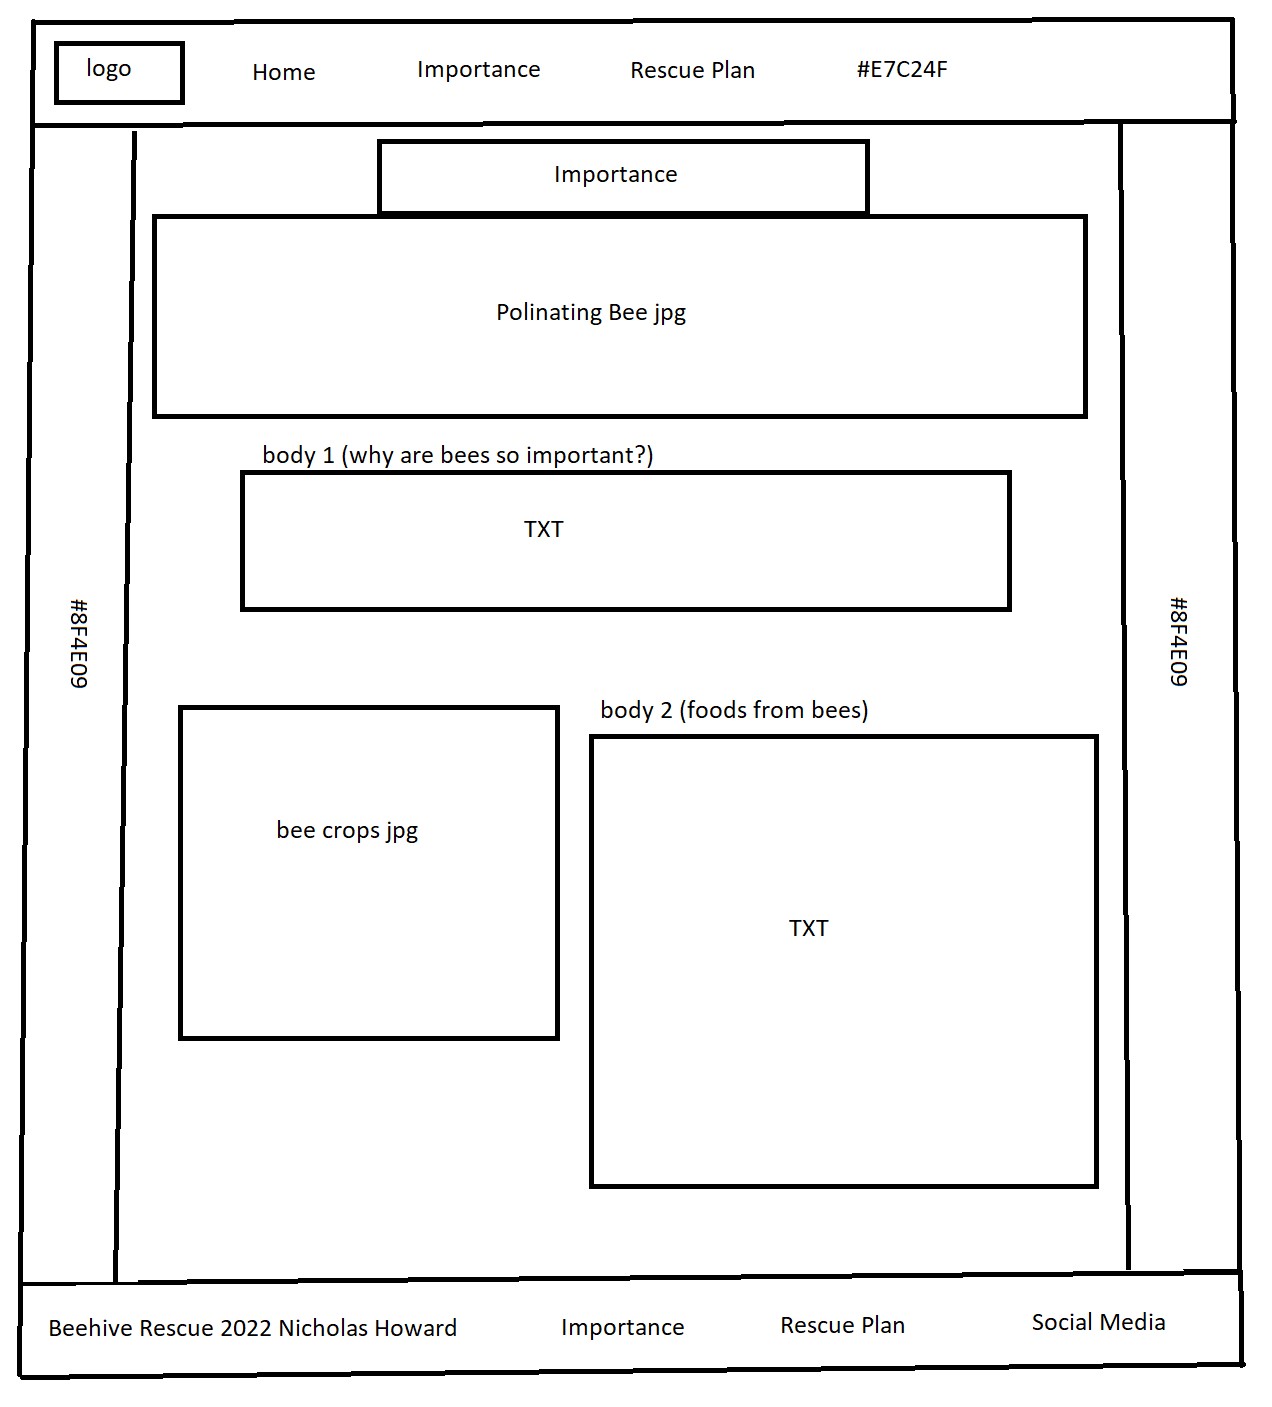 logo
Home
Importance
Rescue Plan
#E7C24F
Importance
Polinating Bee jpg
body 1 (why are bees so important?)
TXT
#8F4E09
#8F4E09
body 2 (foods from bees)
bee crops jpg
TXT
Beehive Rescue 2022 Nicholas Howard
Importance
Rescue Plan
Social Media